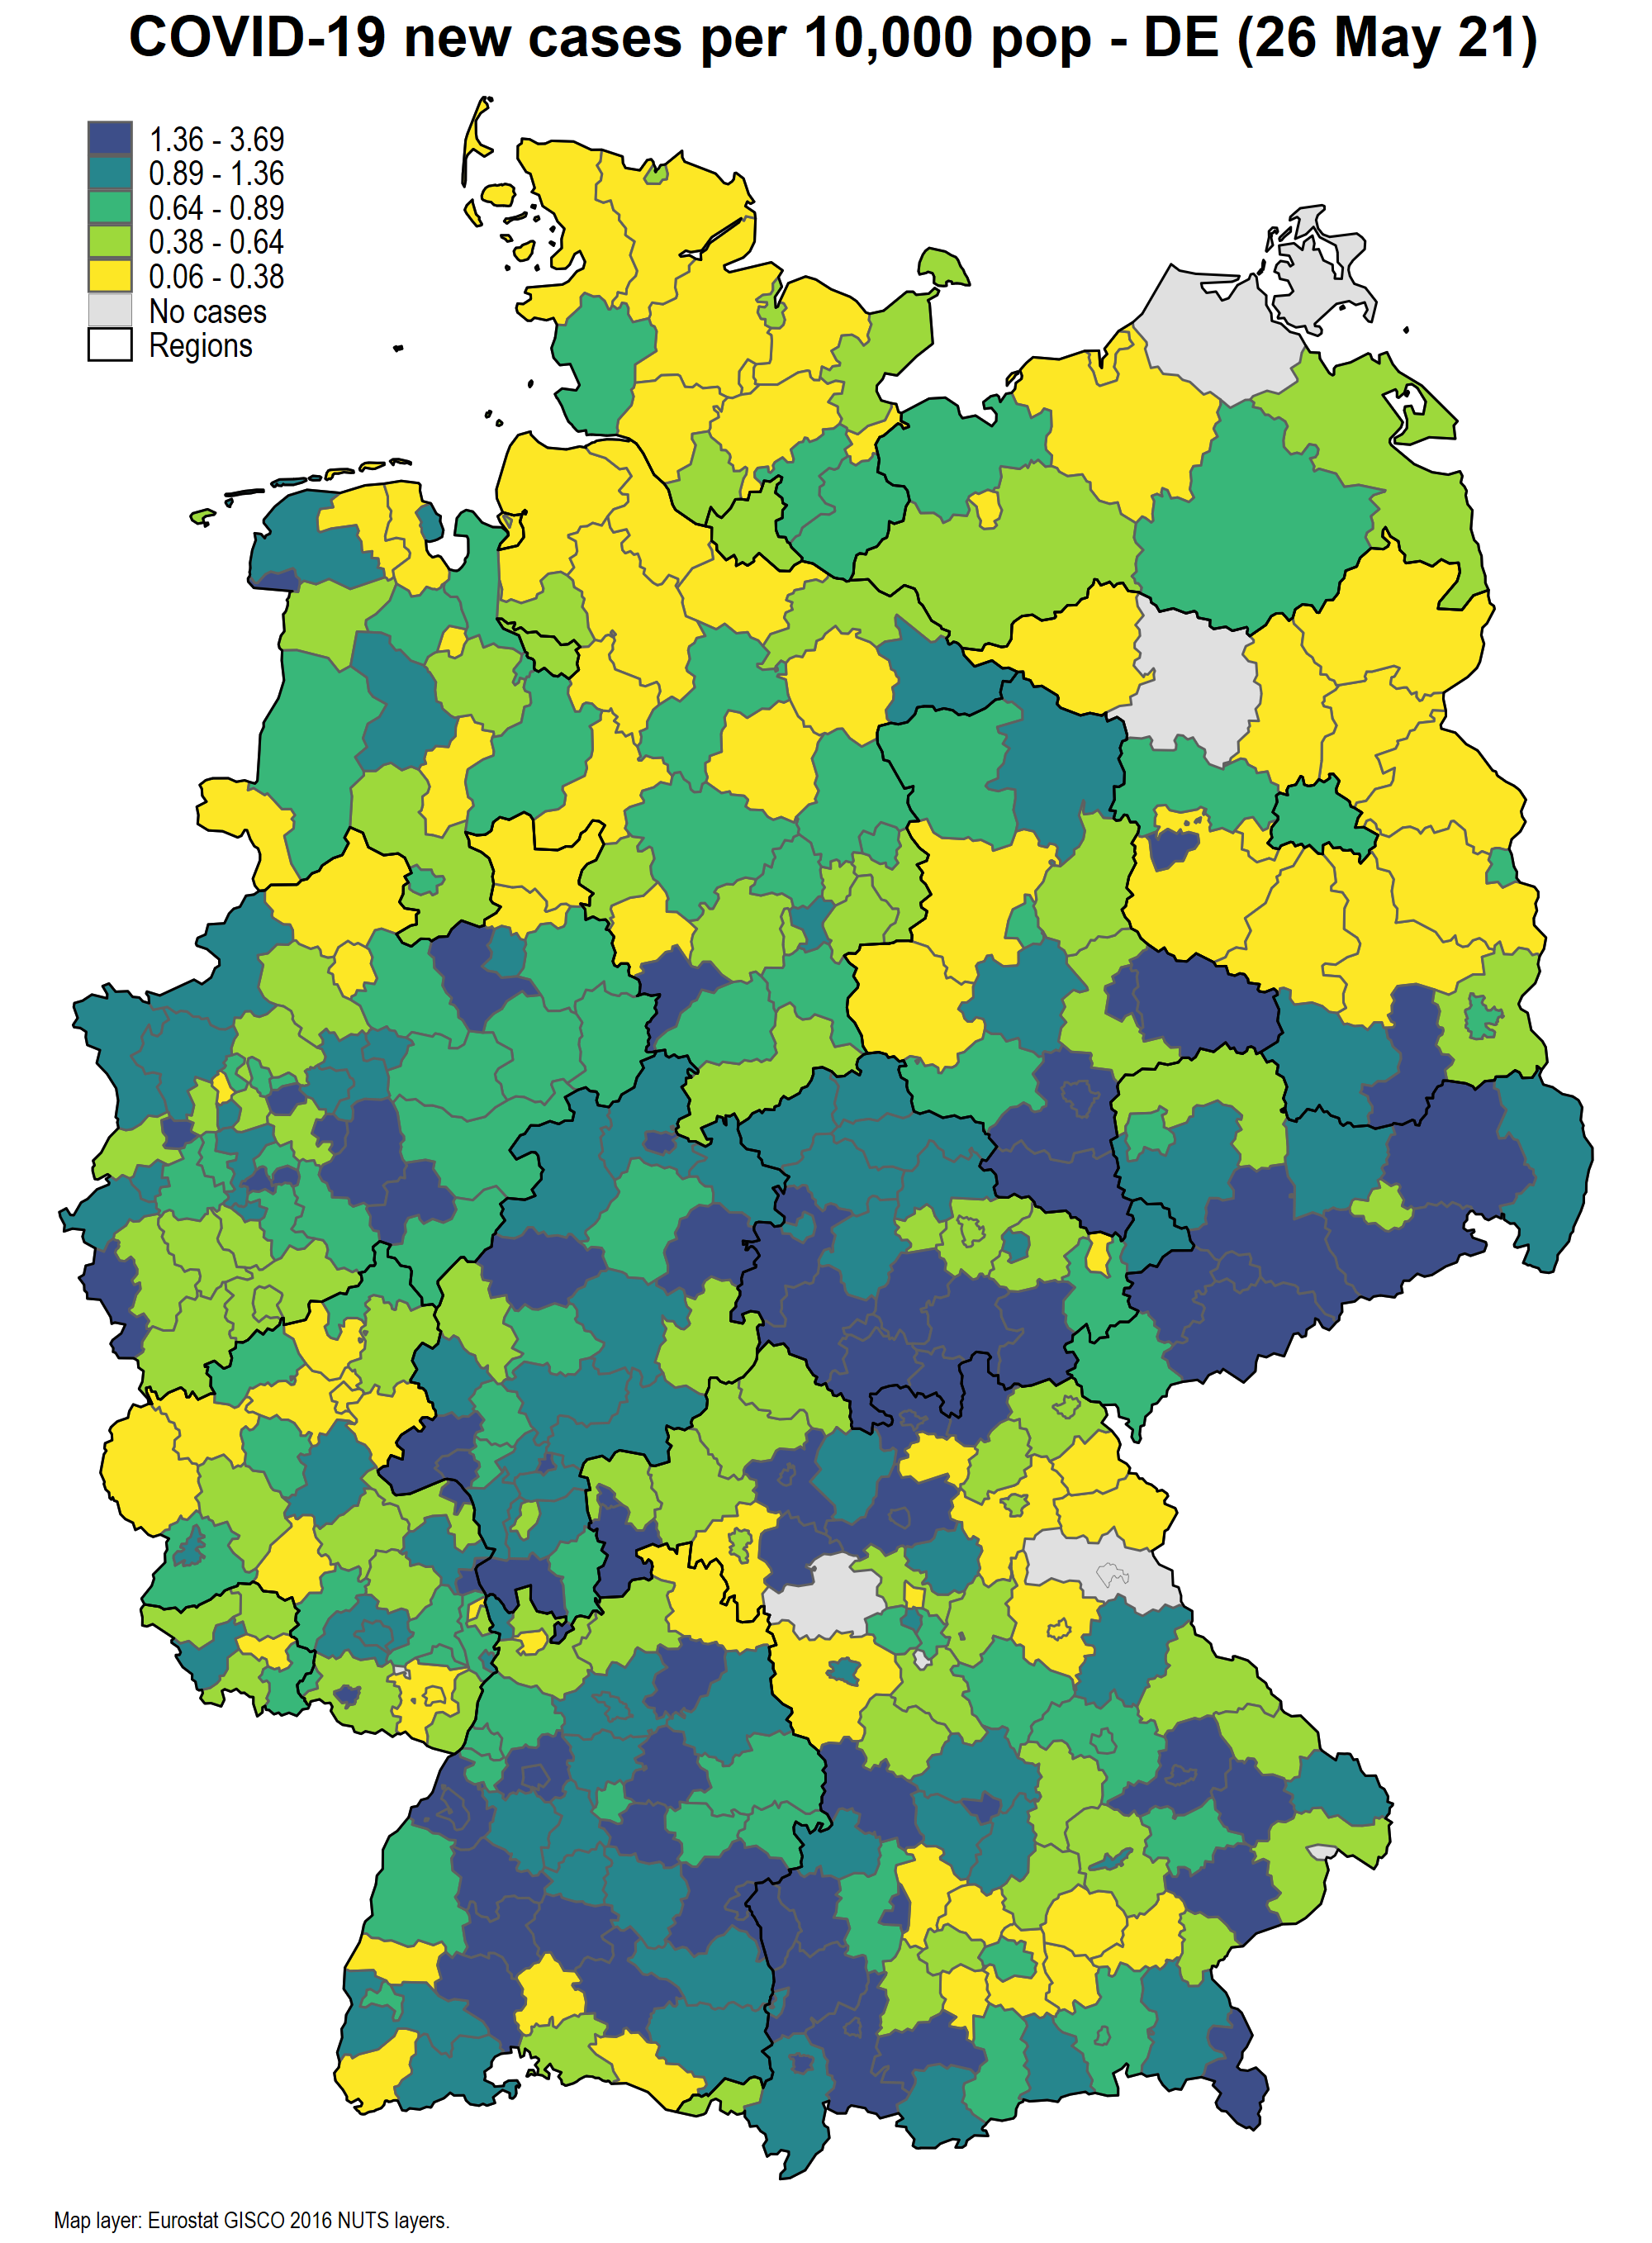 COVID-19 new cases per 10,000 pop - DE (26 May 21)
1.36 - 3.69
0.89 - 1.36
0.64 - 0.89
0.38 - 0.64
0.06 - 0.38
No cases
Regions
Map layer: Eurostat GISCO 2016 NUTS layers.